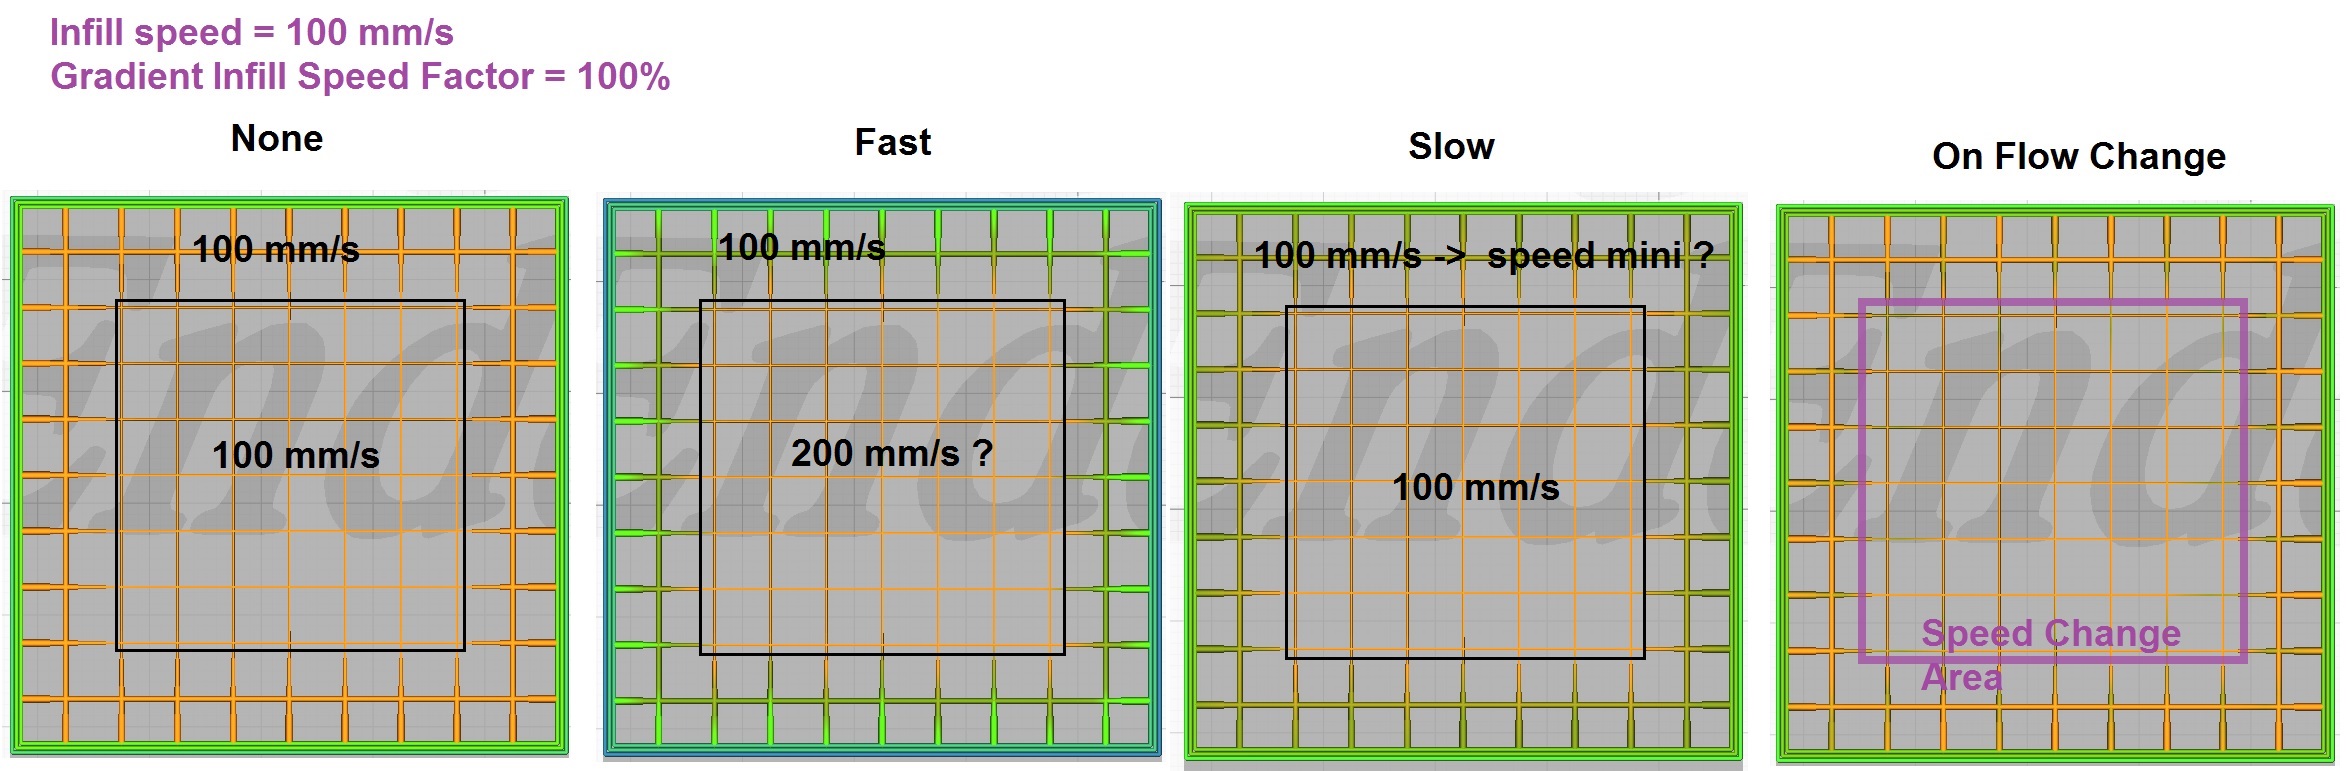 Infill speed = 100 mm/s
Gradient Infill Speed Factor = 100%
None
Fast
Slow
On Flow Change
100 mm/s
100 mm/s
100 mm/s -> speed mini ?
100 mm/s
200 mm/s ?
100 mm/s
Speed Change
Area